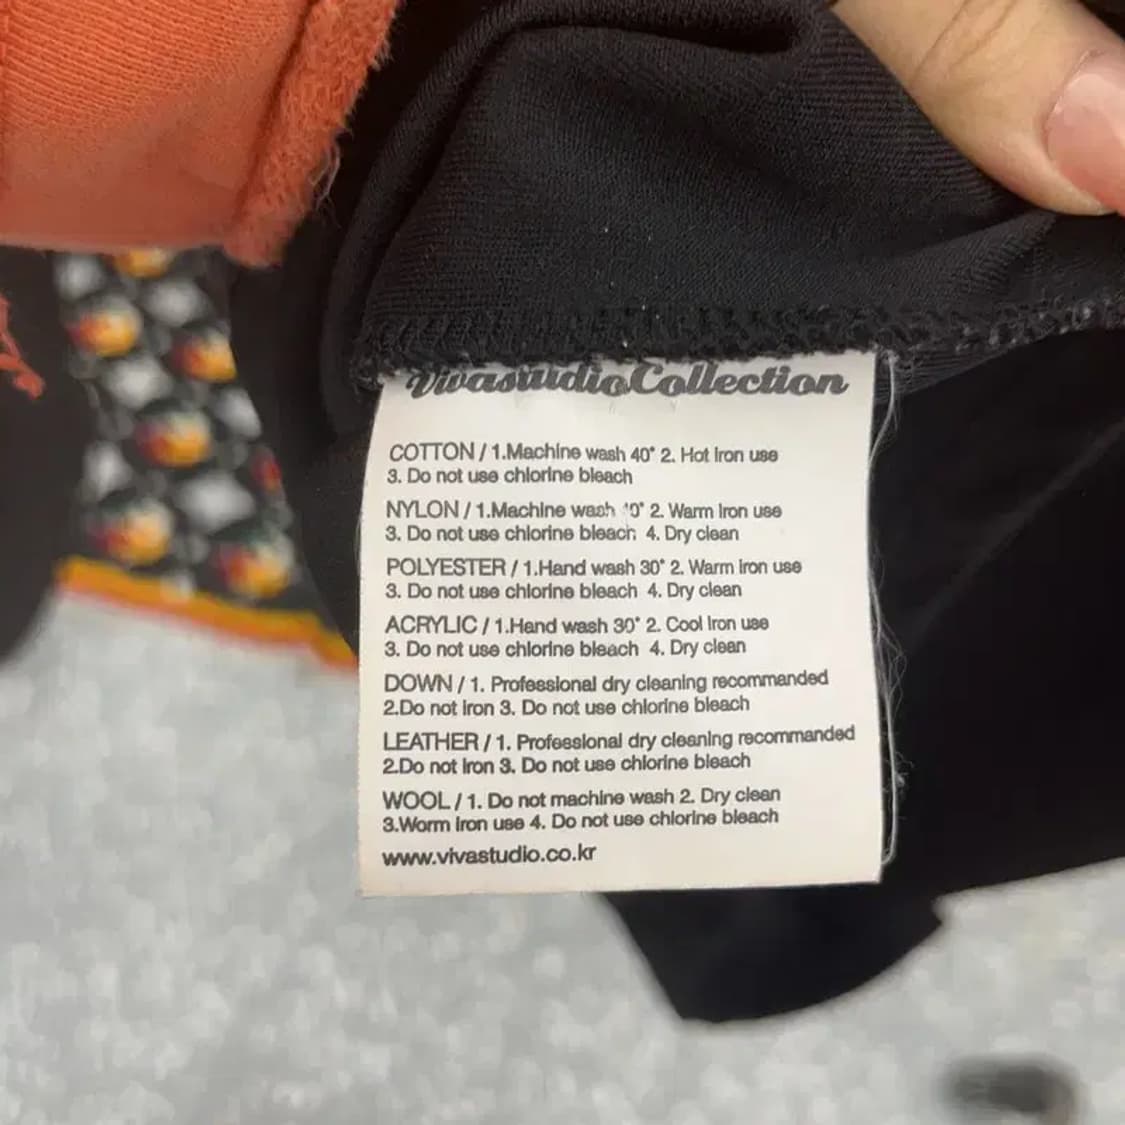 Vivastudio Collection
COTTON / 1.Machine wash 40° 2. Hot Iron use
3. Do not use chlorine bleach
NYLON / 1.Machine wash 2. Warm Iron use
3. Do not use chlorine bleach 4. Dry clean
POLYESTER / 1.Hand wash 30° 2. Warm Iron use
3. Do not use chlorine bleach 4. Dry clean
ACRYLIC / 1.Hand wash 30° 2. Cool Iron use
3. Do not use chlorine bleach 4. Dry clean
DOWN / 1. Professional dry cleaning recommanded
2.Do not Iron 3. Do not use chlorine bleach
LEATHER / 1. Professional dry cleaning recommanded
2.Do not Iron 3. Do not use chlorine bleach
WOOL / 1. Do not machine wash 2. Dry clean
3.Worm Iron use 4. Do not use chlorine bleach
www.vivastudio.co.kr